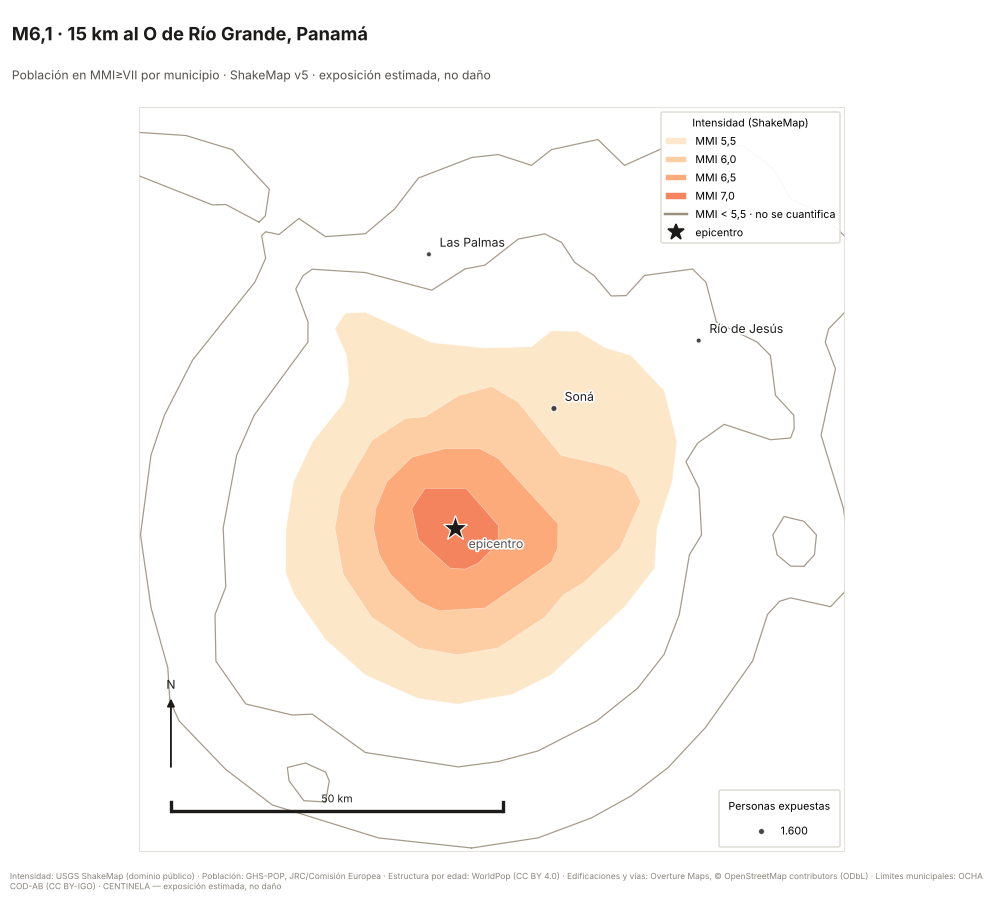 M6,1 · 15 km al O de Río Grande, Panamá
Población en MMI≥VII por municipio · ShakeMap v5 · exposición estimada, no daño
Intensidad (ShakeMap)
MMI 5,5
MMI 6,0
MMI 6,5
MMI 7,0
MMI < 5,5 · no se cuantifica
epicentro
Las Palmas
Río de Jesús
Soná
epicentro
N
50 km
Personas expuestas
1.600
Intensidad: USGS ShakeMap (dominio público) · Población: GHS-POP, JRC/Comisión Europea · Estructura por edad: WorldPop (CC BY 4.0) · Edificaciones y vías: Overture Maps, © OpenStreetMap contributors (ODbL) · Límites municipales: OCHA
COD-AB (CC BY-IGO) · CENTINELA — exposición estimada, no daño